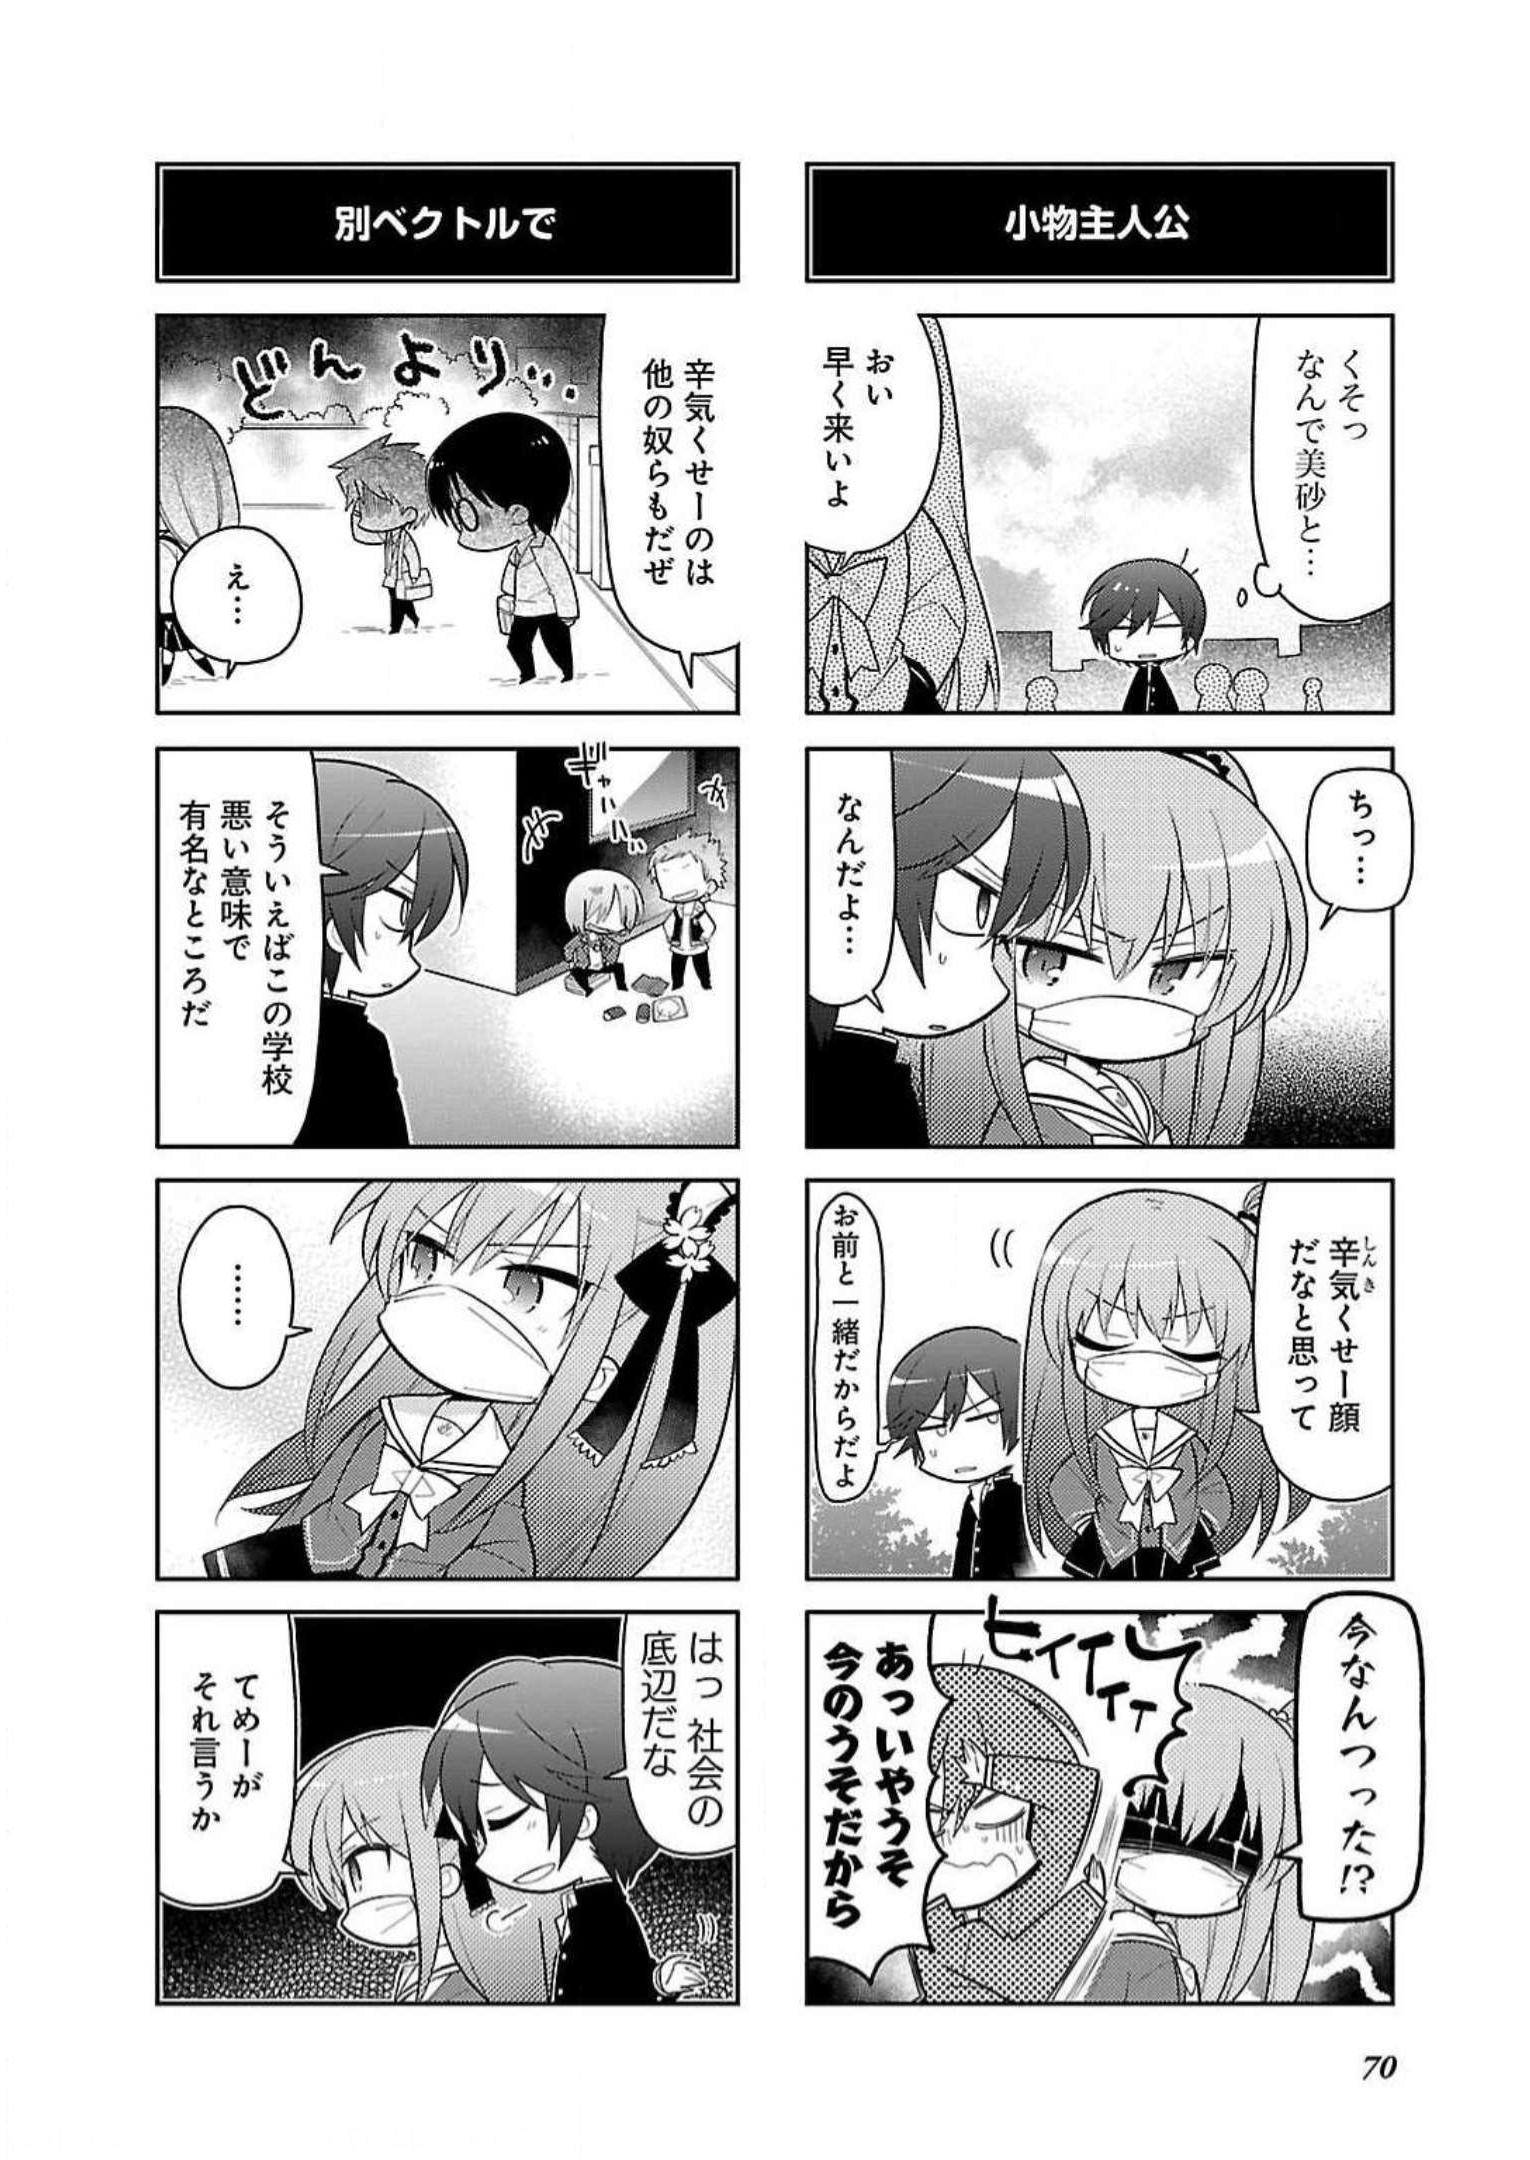 小物主人公
くそっ
なんで美砂と…
おい
早く来いよ
ちっ…
なんだよ…
辛気くせー顔
しんき
だなと思って
お前と一緒だからだよ
今なんつった!?
ヒイイイィィ
あっいやうそ
今のうそだから
別ベクトルで
辛気くせーのは
他の奴らもだぜ
どんより…
え…
ギャハハ
そういえばこの学校
悪い意味で
有名なところだ
……
はっ 社会の
底辺だな
てめーが
それ言うか
70